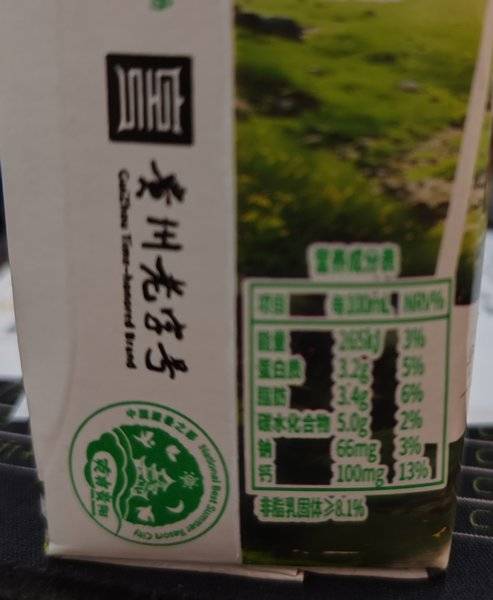 贵州老字号
GuiZhou Time-honored Brand
中国避暑之都
National Best Summer Resort City
营养成分表
项目 每100mL NRV%
能量 265kJ 3%
蛋白质 3.2g 5%
脂肪 3.4g 6%
碳水化合物 5.0g 2%
钠 66mg 3%
钙 100mg 13%
非脂乳固体≥8.1%